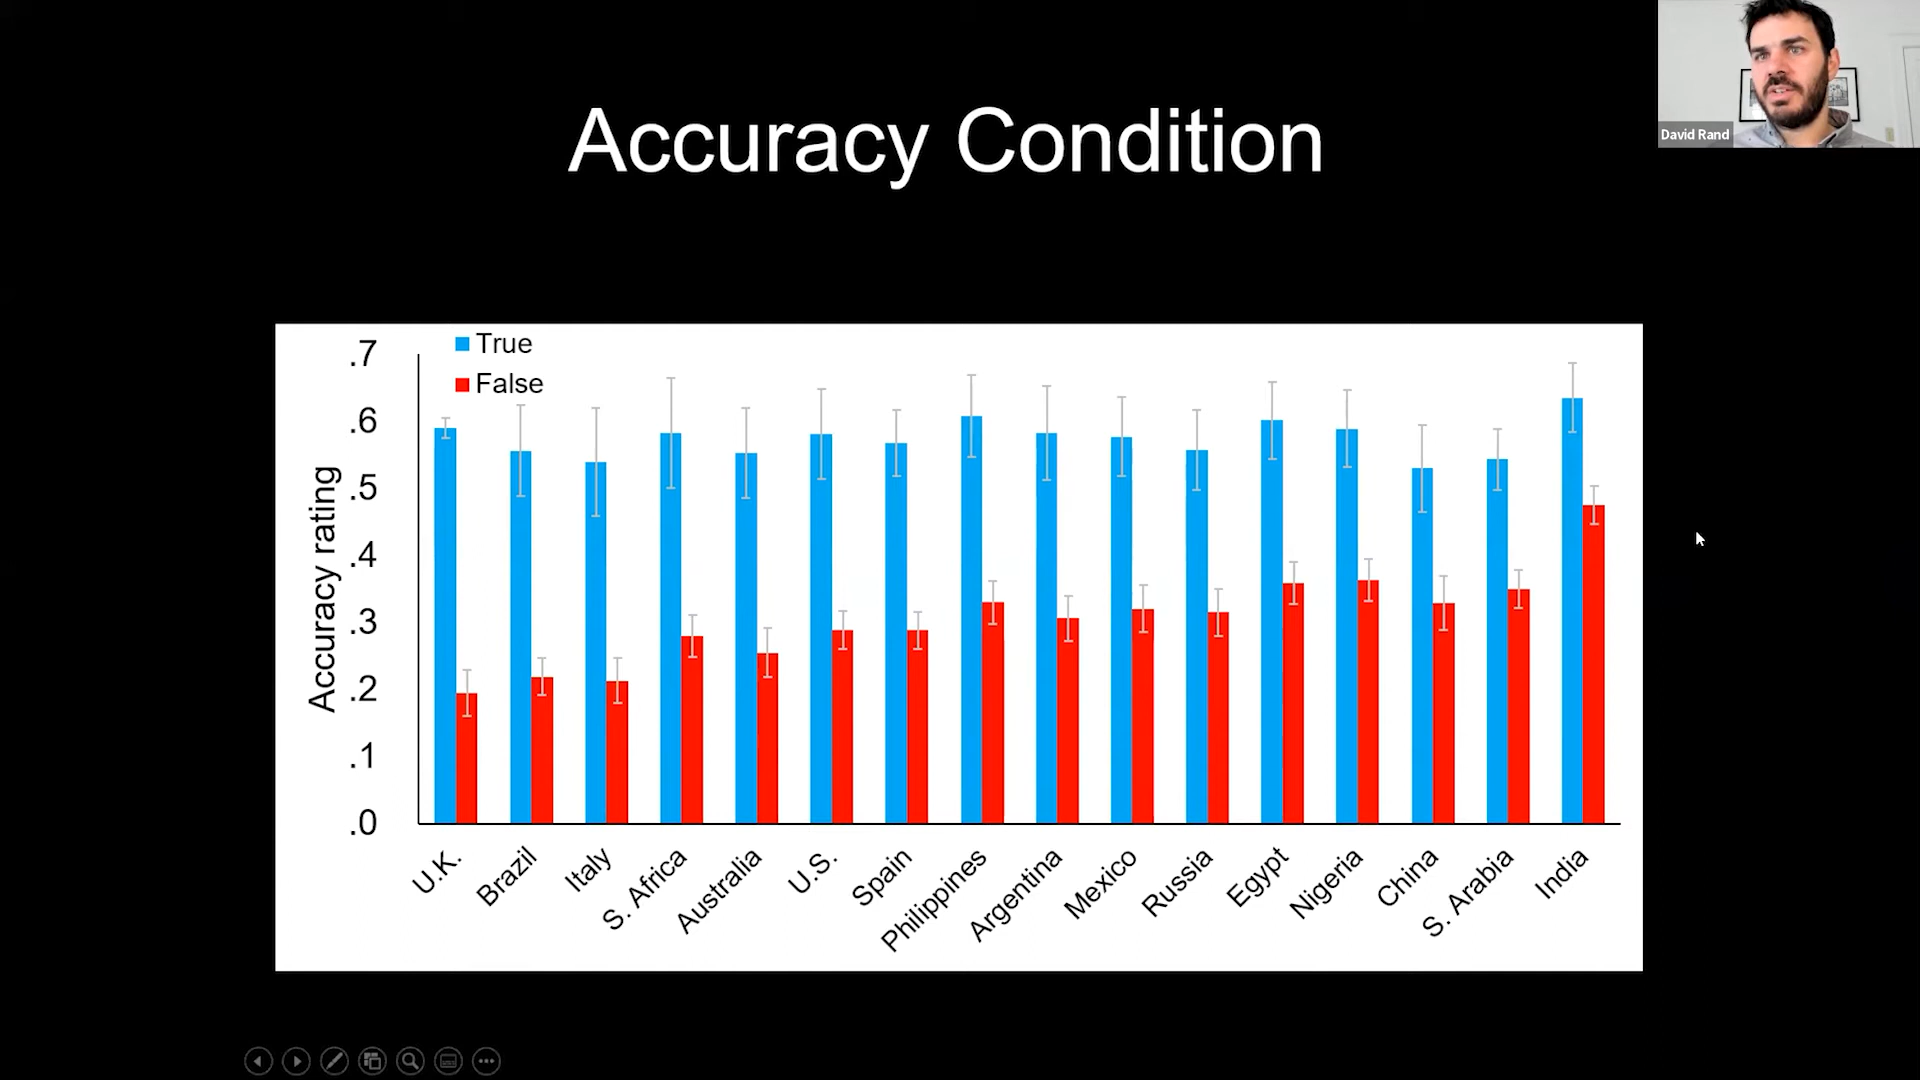 David Rand
Accuracy Condition
True
False
Accuracy rating
.7
.6
.5
.4
.3
.2
.1
.0
U.K.
Brazil
Italy
S. Africa
Australia
U.S.
Spain
Philippines
Argentina
Mexico
Russia
Egypt
Nigeria
China
S. Arabia
India